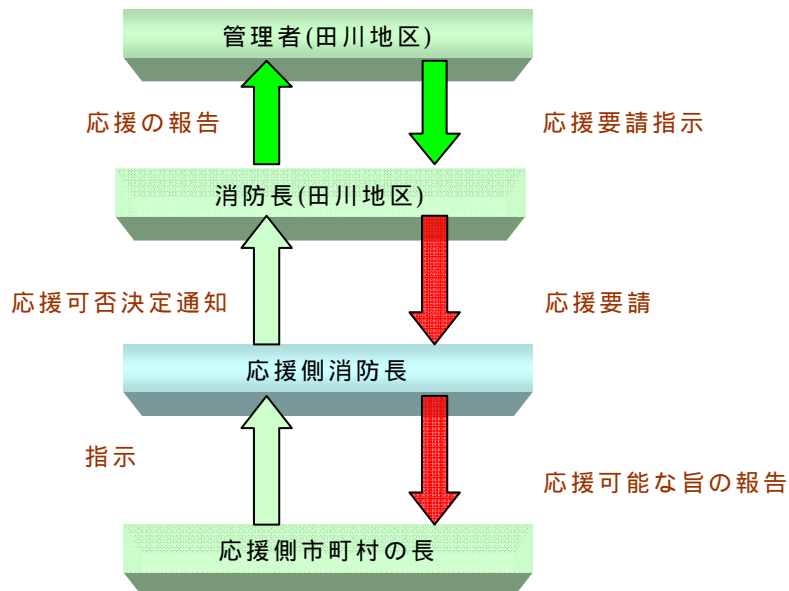 管理者(田川地区)
応援の報告
応援要請指示
消防長(田川地区)
応援可否決定通知
応援要請
応援側消防長
指示
応援可能な旨の報告
応援側市町村の長